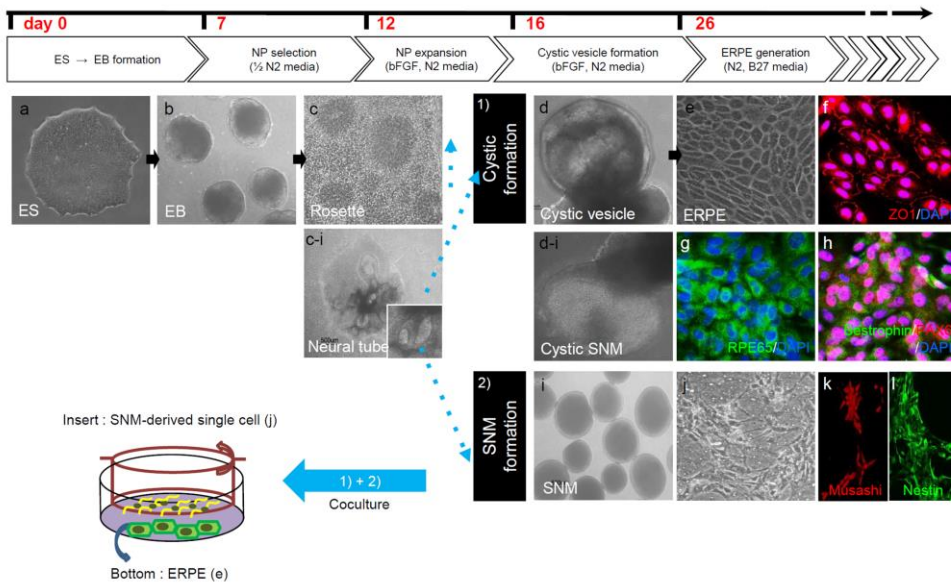 day 0
7
12
16
26
ES → EB formation
NP selection
(½ N2 media)
NP expansion
(bFGF, N2 media)
Cystic vesicle formation
(bFGF, N2 media)
ERPE generation
(N2, B27 media)
a
ES
b
EB
c
Rosette
1)
Cystic
formation
d
Cystic vesicle
e
ERPE
f
ZO1/DAPI
c-i
Neural tube
d-i
Cystic SNM
g
RPE65/DAPI
h
Bestrophin/
/DAPI
2)
SNM
formation
i
SNM
j
k
Musashi
l
Nestin
Insert : SNM-derived single cell (j)
1) + 2)
Coculture
Bottom : ERPE (e)